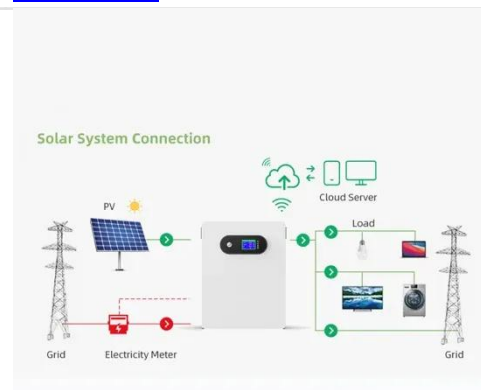 Solar System Connection
Cloud Server
PV
Load
Grid
Electricity Meter
Grid